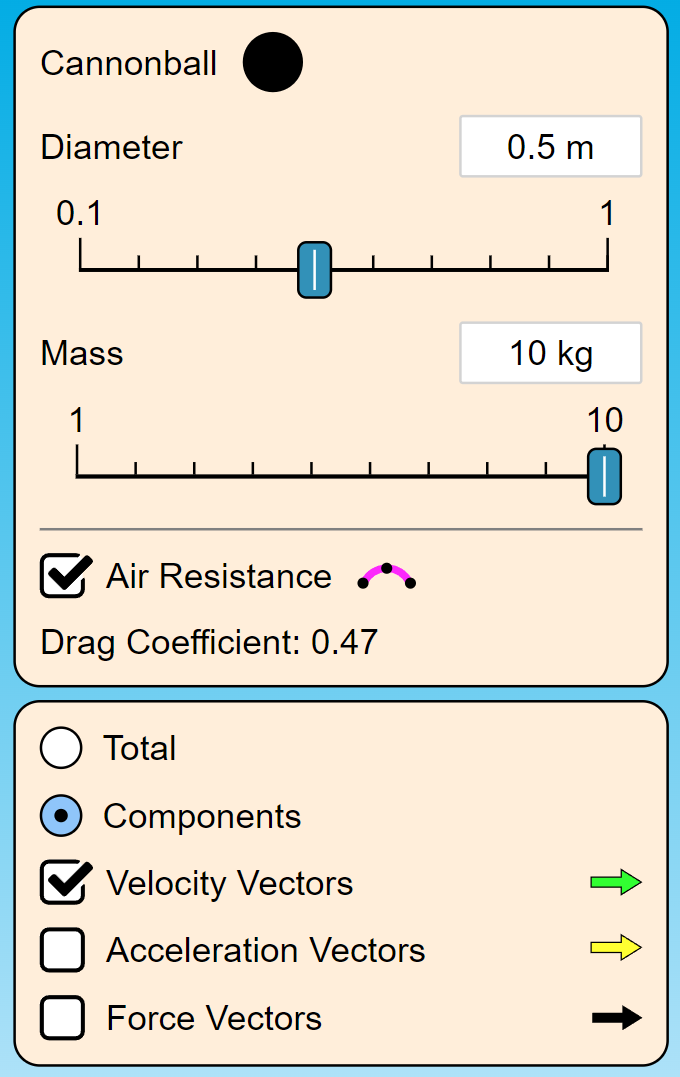 Cannonball
Diameter 0.5 m
0.1 1
Mass 10 kg
1 10
Air Resistance
Drag Coefficient: 0.47
Total
Components
Velocity Vectors
Acceleration Vectors
Force Vectors